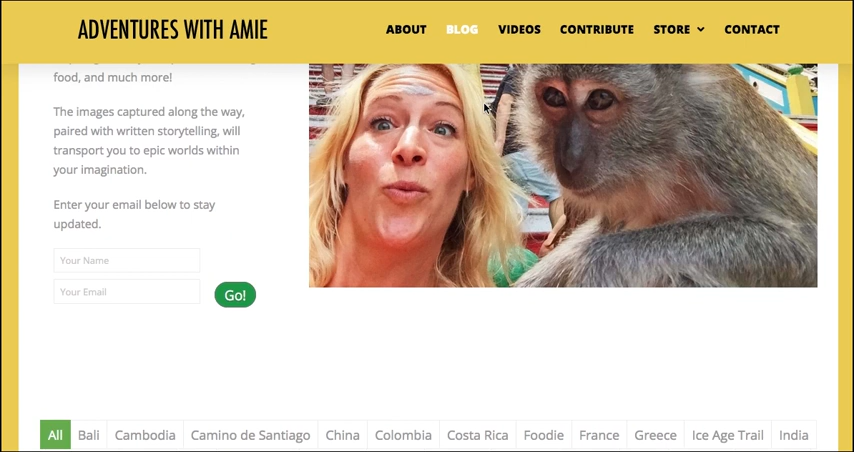 ADVENTURES WITH AMIE
ABOUT BLOG VIDEOS CONTRIBUTE STORE CONTACT
food, and much more!
The images captured along the way,
paired with written storytelling, will
transport you to epic worlds within
your imagination.
Enter your email below to stay
updated.
Your Name
Your Email
Go!
All Bali Cambodia Camino de Santiago China Colombia Costa Rica Foodie France Greece Ice Age Trail India